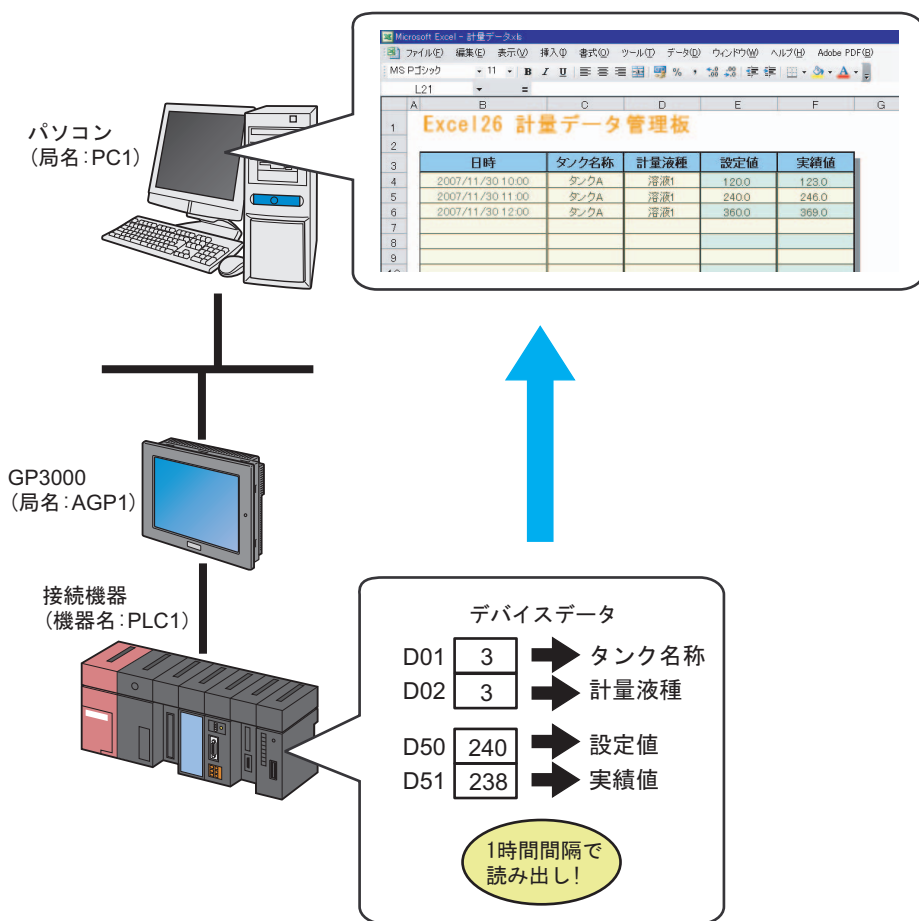 Microsoft Excel - 計量データ.xls
ファイル(F) 編集(E) 表示(V) 挿入(I) 書式(O) ツール(T) データ(D) ウィンドウ(W) ヘルプ(H) Adobe PDF(B)
MS Pゴシック 11 B I U
L21 =
A B C D E F G
1 Excel26 計量データ管理板
2
3 日時 タンク名称 計量液種 設定値 実績値
4 2007/11/30 10:00 タンクA 溶液1 120.0 123.0
5 2007/11/30 11:00 タンクA 溶液1 240.0 246.0
6 2007/11/30 12:00 タンクA 溶液1 360.0 369.0
7
8
9
パソコン
(局名:PC1)
GP3000
(局名:AGP1)
接続機器
(機器名:PLC1)
デバイスデータ
D01 3 タンク名称
D02 3 計量液種
D50 240 設定値
D51 238 実績値
1時間間隔で
読み出し!